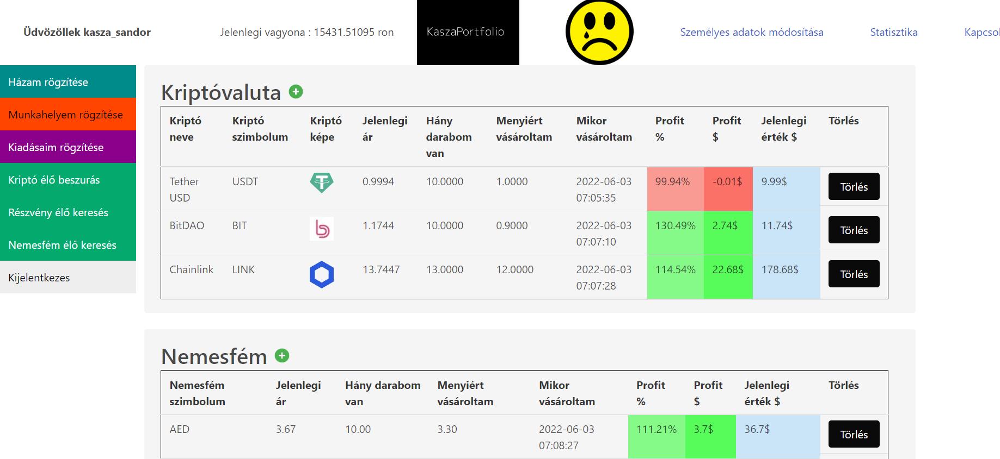 Üdvözöllek kasza_sandor
Jelenlegi vagyona : 15431.51095 ron
KaszaPortfolio
Személyes adatok módosítása
Statisztika
Kapcsol
Házam rögzítése
Munkahelyem rögzítése
Kiadásaim rögzítése
Kriptó élő beszurás
Részvény élő keresés
Nemesfém élő keresés
Kijelentkezes
Kriptóvaluta
Kriptó neve Kriptó szimbolum Kriptó képe Jelenlegi ár Hány darabom van Menyiért vásároltam Mikor vásároltam Profit % Profit $ Jelenlegi érték $ Törlés
Tether USD USDT 0.9994 10.0000 1.0000 2022-06-03 07:05:35 99.94% -0.01$ 9.99$ Törlés
BitDAO BIT 1.1744 10.0000 0.9000 2022-06-03 07:07:10 130.49% 2.74$ 11.74$ Törlés
Chainlink LINK 13.7447 13.0000 12.0000 2022-06-03 07:07:28 114.54% 22.68$ 178.68$ Törlés
Nemesfém
Nemesfém szimbolum Jelenlegi ár Hány darabom van Menyiért vásároltam Mikor vásároltam Profit % Profit $ Jelenlegi érték $ Törlés
AED 3.67 10.00 3.30 2022-06-03 07:08:27 111.21% 3.7$ 36.7$ Törlés